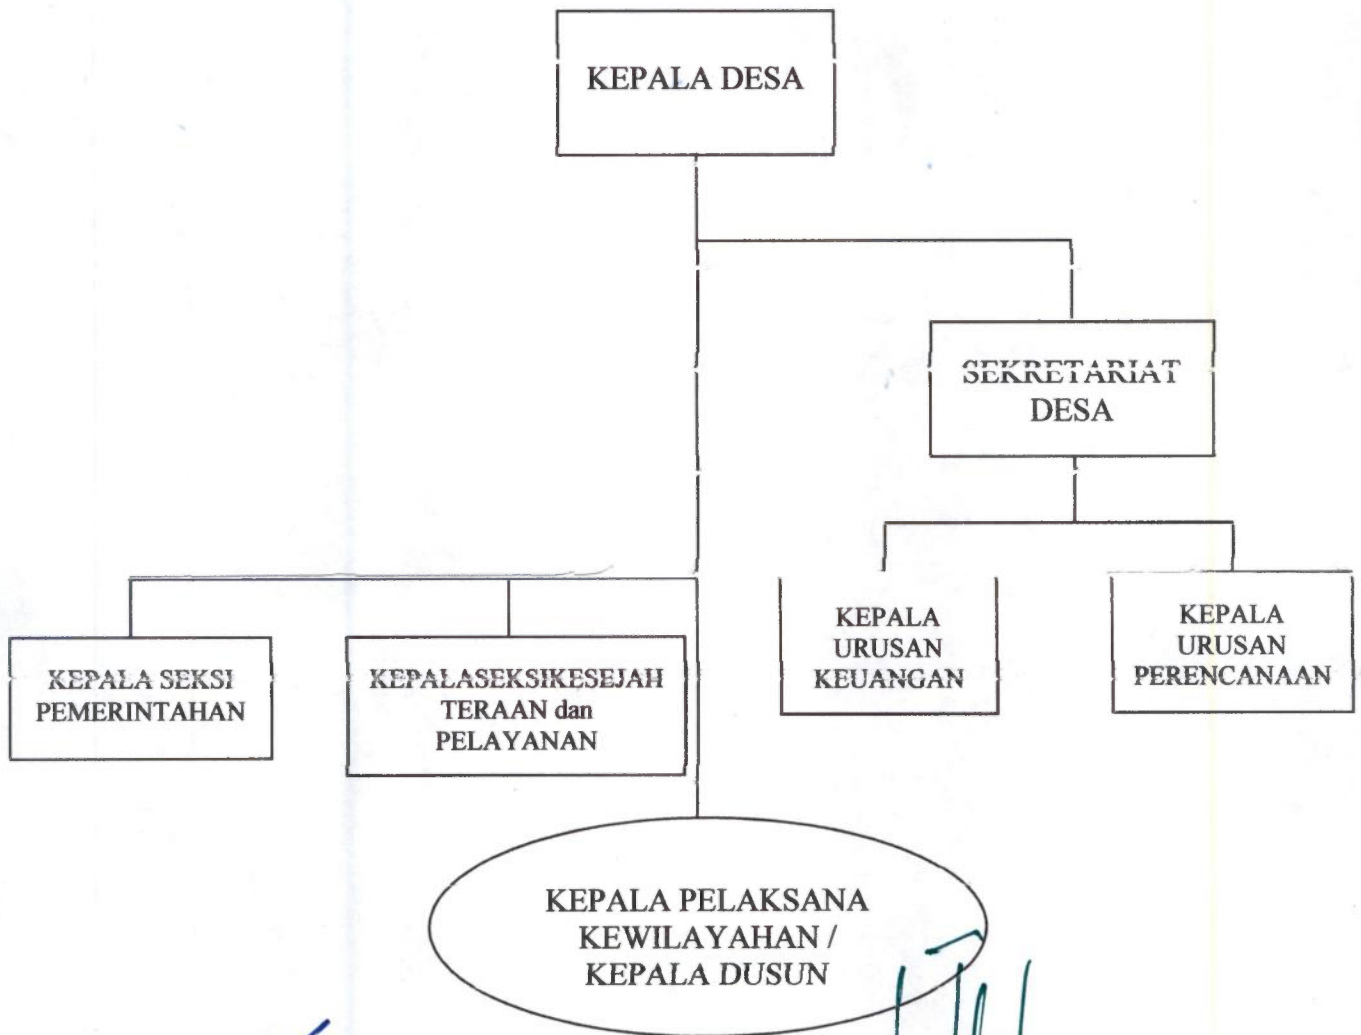 KEPALA DESA
SEKRETARIAT
DESA
KEPALA
URUSAN
KEUANGAN
KEPALA
URUSAN
PERENCANAAN
KEPALA SEKSI
PEMERINTAHAN
KEPALASEKSIKESEJAH
TERAAN dan
PELAYANAN
KEPALA PELAKSANA
KEWILAYAHAN /
KEPALA DUSUN